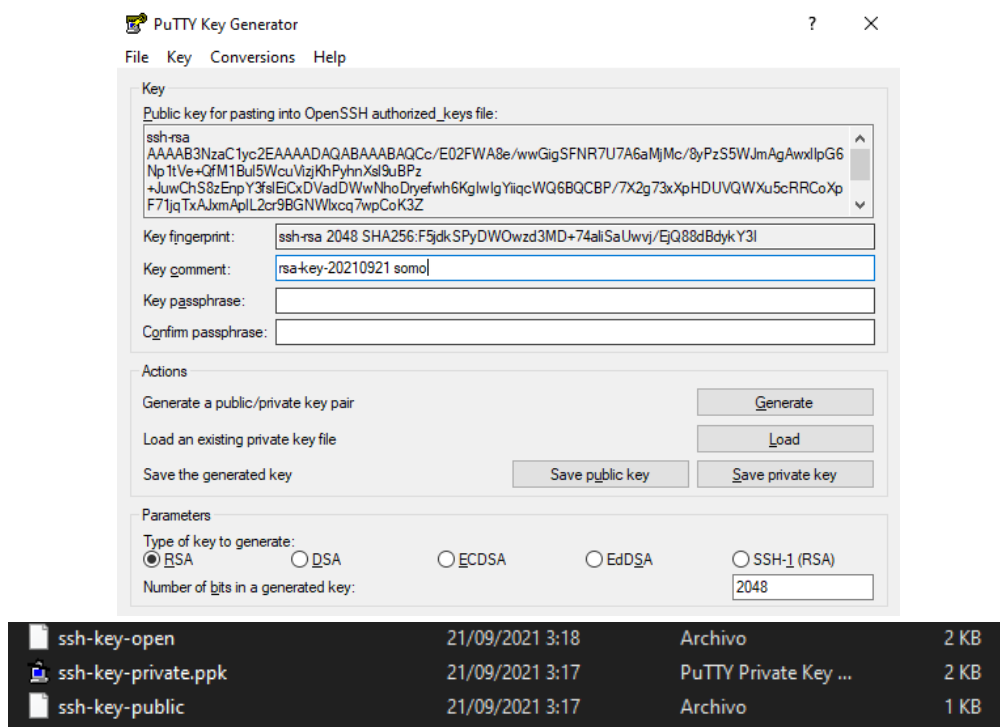 PuTTY Key Generator
File Key Conversions Help
Key
Public key for pasting into OpenSSH authorized_keys file:
ssh-rsa
AAAAB3NzaC1yc2EAAAADAQABAAABAQCc/E02FWA8e/wwGigSFNR7U7A6aMjMc/8yPzS5WJmAgAwxIIpG6
Np1tVe+QfM1BuI5WcuVizjKhPyhnXsI9uBPz
+JuwChS8zEnpY3fsIEiCxDVadDWwNhoDryefwh6KgIwIgYiiqcWQ6BQCBP/7X2g73xXpHDUVQWXu5cRRCoXp
F71jqTxAJxmApIL2cr9BGNWIxcq7wpCoK3Z
Key fingerprint: ssh-rsa 2048 SHA256:F5jdkSPyDWOwzd3MD+74aliSaUwvj/EjQ88dBdykY3I
Key comment: rsa-key-20210921 somo
Key passphrase:
Confirm passphrase:
Actions
Generate a public/private key pair Generate
Load an existing private key file Load
Save the generated key Save public key Save private key
Parameters
Type of key to generate:
RSA DSA ECDSA EdDSA SSH-1 (RSA)
Number of bits in a generated key: 2048
ssh-key-open 21/09/2021 3:18 Archivo 2 KB
ssh-key-private.ppk 21/09/2021 3:17 PuTTY Private Key ... 2 KB
ssh-key-public 21/09/2021 3:17 Archivo 1 KB